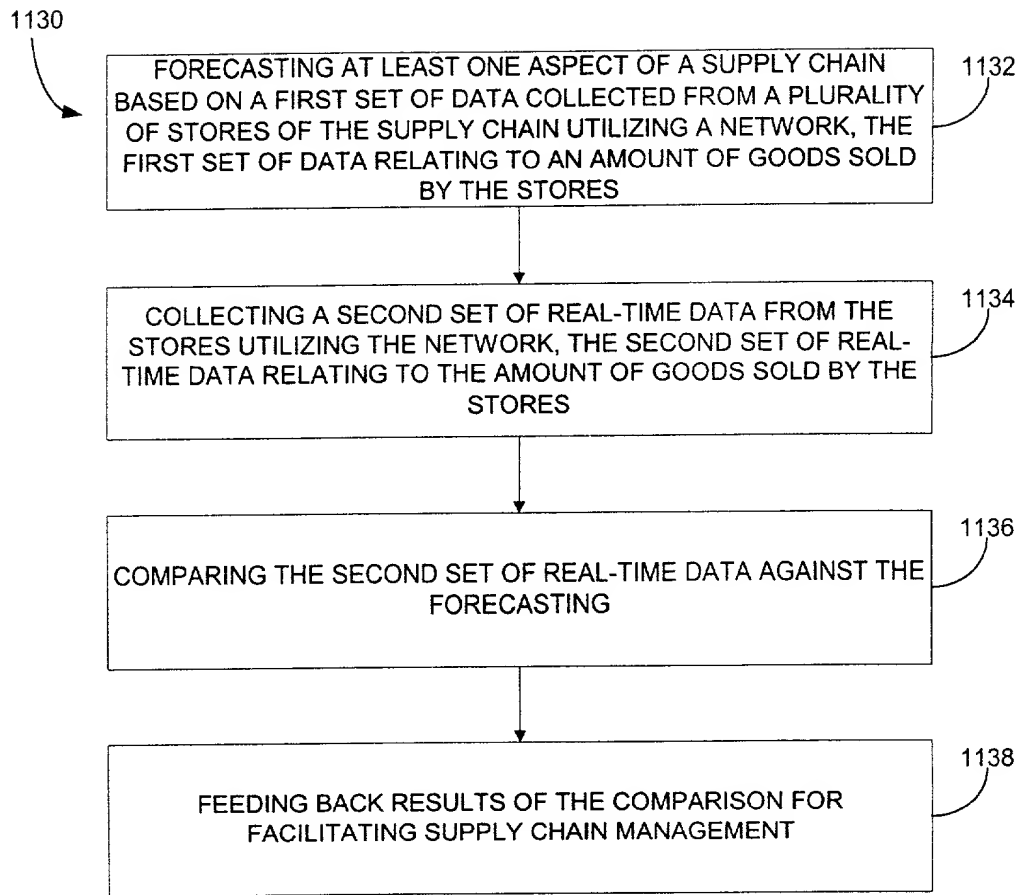 1130
FORECASTING AT LEAST ONE ASPECT OF A SUPPLY CHAIN
BASED ON A FIRST SET OF DATA COLLECTED FROM A PLURALITY
OF STORES OF THE SUPPLY CHAIN UTILIZING A NETWORK, THE
FIRST SET OF DATA RELATING TO AN AMOUNT OF GOODS SOLD
BY THE STORES
1132
COLLECTING A SECOND SET OF REAL-TIME DATA FROM THE
STORES UTILIZING THE NETWORK, THE SECOND SET OF REAL-
TIME DATA RELATING TO THE AMOUNT OF GOODS SOLD BY THE
STORES
1134
COMPARING THE SECOND SET OF REAL-TIME DATA AGAINST THE
FORECASTING
1136
FEEDING BACK RESULTS OF THE COMPARISON FOR
FACILITATING SUPPLY CHAIN MANAGEMENT
1138